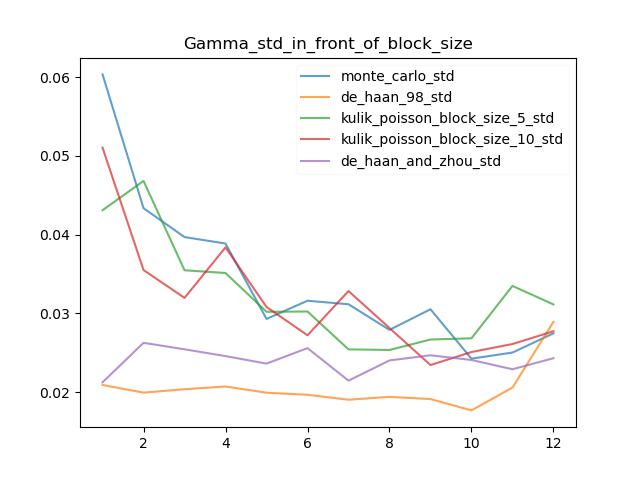 Gamma_std_in_front_of_block_size
monte_carlo_std
de_haan_98_std
kulik_poisson_block_size_5_std
kulik_poisson_block_size_10_std
de_haan_and_zhou_std
0.06
0.05
0.04
0.03
0.02
2 4 6 8 10 12